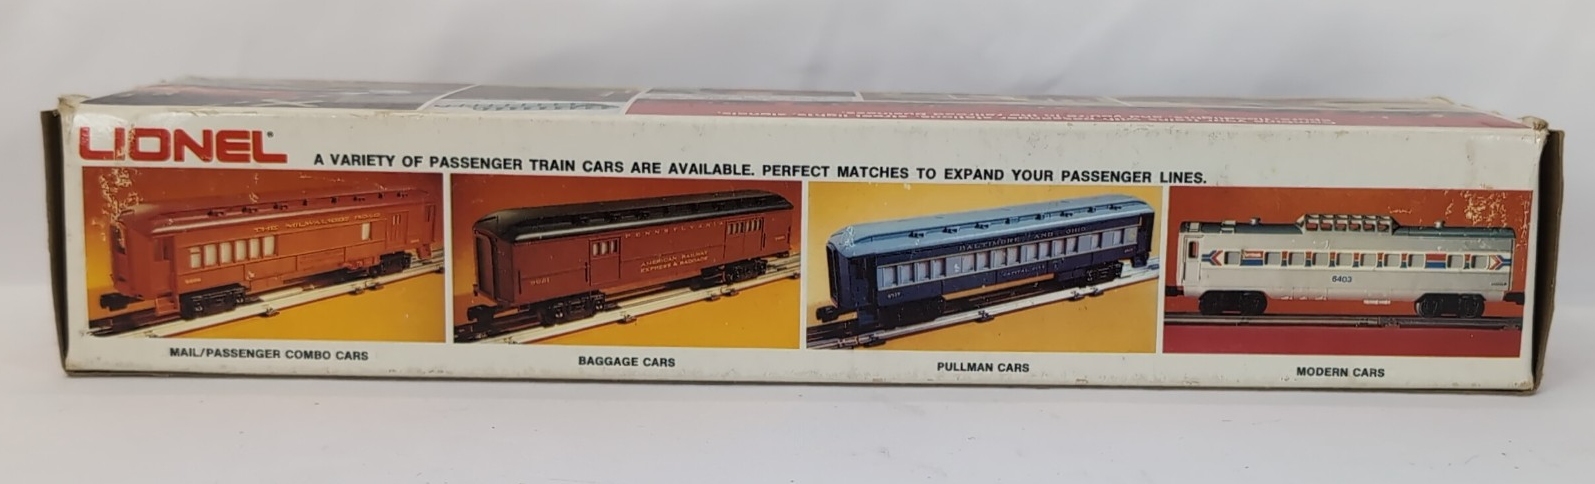 LIONEL®
A VARIETY OF PASSENGER TRAIN CARS ARE AVAILABLE. PERFECT MATCHES TO EXPAND YOUR PASSENGER LINES.
THE MILWAUKEE ROAD
PENNSYLVANIA
AMERICAN RAILWAY
EXPRESS & BAGGAGE
9021
BALTIMORE AND OHIO
6403
MAIL/PASSENGER COMBO CARS
BAGGAGE CARS
PULLMAN CARS
MODERN CARS